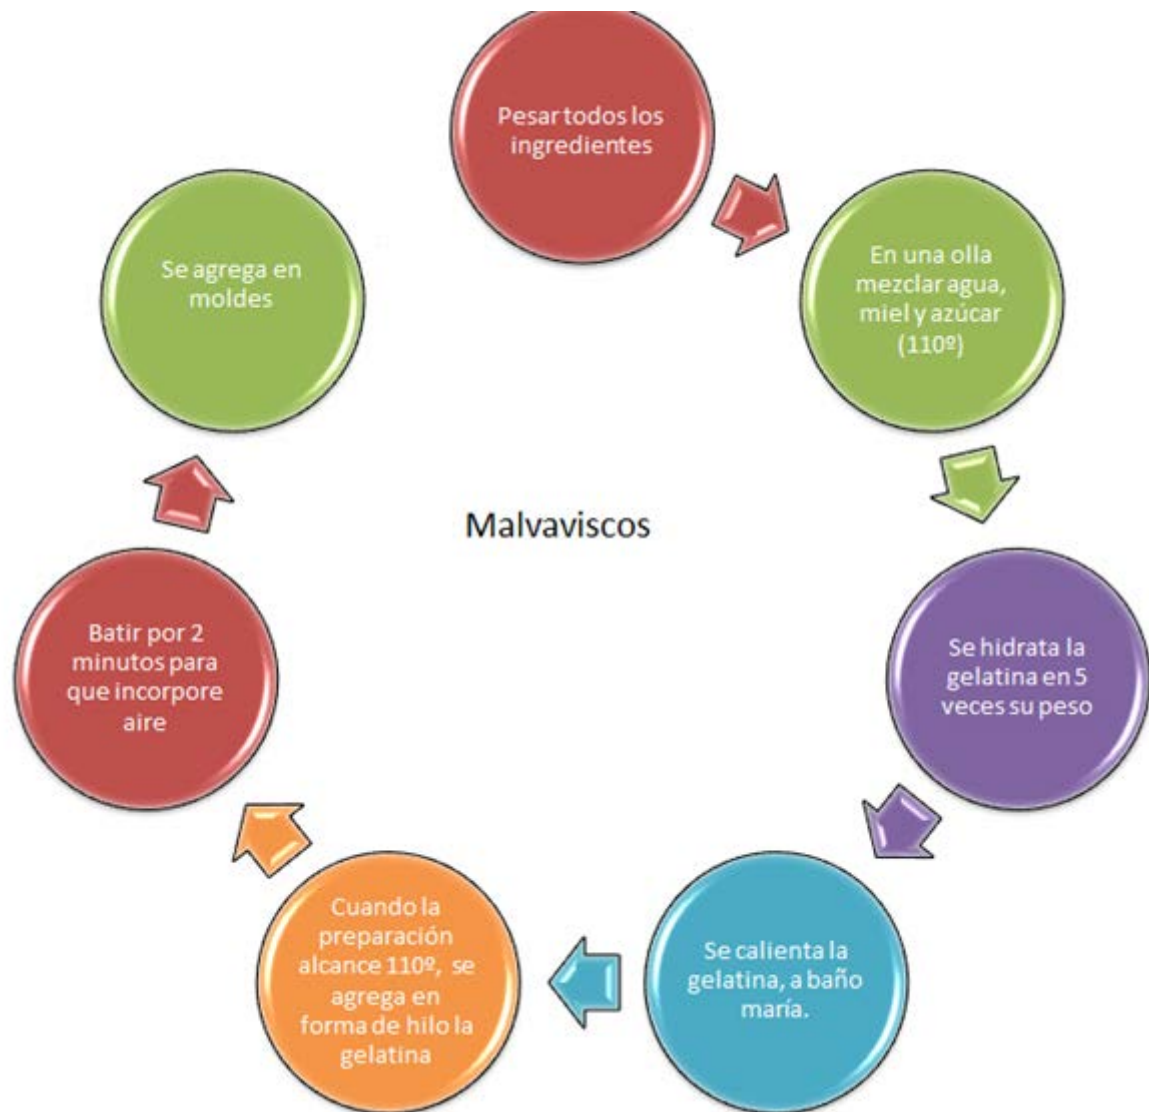 Pesar todos los
ingredientes
En una olla
mezclar agua,
miel y azúcar
(110º)
Se hidrata la
gelatina en 5
veces su peso
Se calienta la
gelatina, a baño
maría.
Cuando la
preparación
alcance 110º, se
agrega en
forma de hilo la
gelatina
Batir por 2
minutos para
que incorpore
aire
Se agrega en
moldes
Malvaviscos